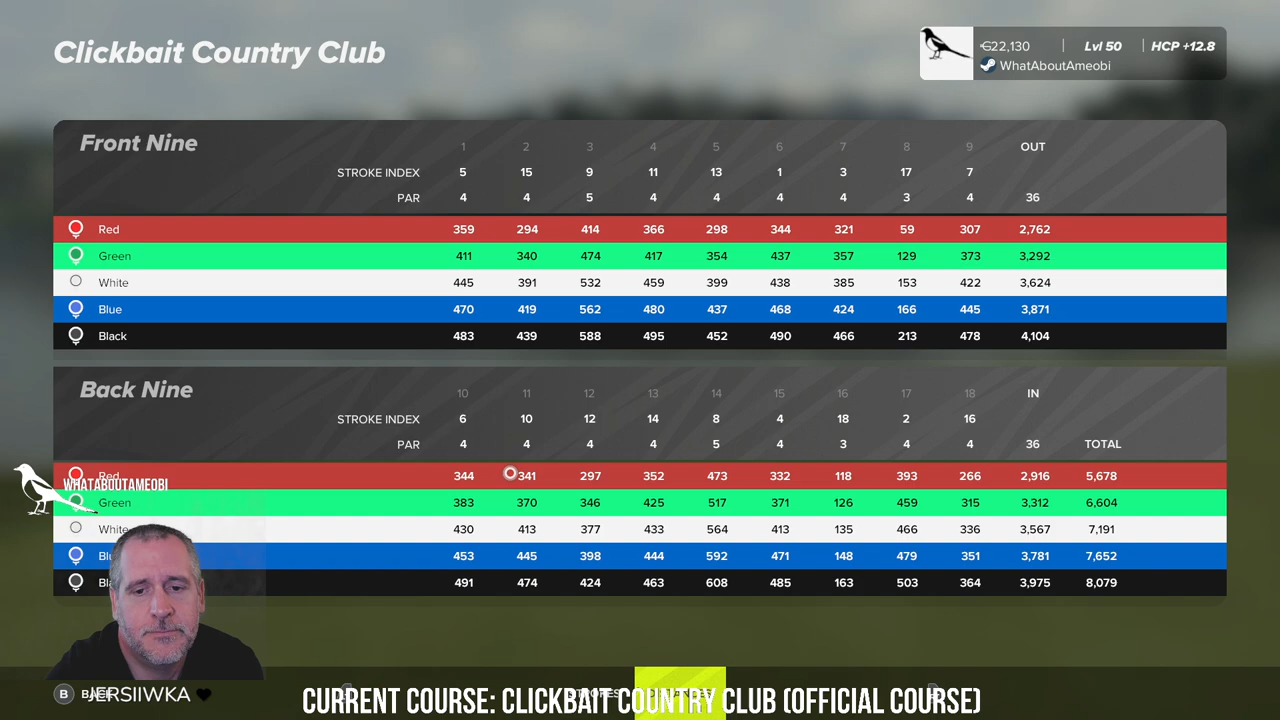 Clickbait Country Club
22,130 | Lvl 50 | HCP +12.8
WhatAboutAmeobi
Front Nine
1 2 3 4 5 6 7 8 9 OUT
STROKE INDEX 5 15 9 11 13 1 3 17 7
PAR 4 4 5 4 4 4 4 3 4 36
Red 359 294 414 366 298 344 321 59 307 2,762
Green 411 340 474 417 354 437 357 129 373 3,292
White 445 391 532 459 399 438 385 153 422 3,624
Blue 470 419 562 480 437 468 424 166 445 3,871
Black 483 439 588 495 452 490 466 213 478 4,104
Back Nine
10 11 12 13 14 15 16 17 18 IN
STROKE INDEX 6 10 12 14 8 4 18 2 16
PAR 4 4 4 4 5 4 3 4 4 36 TOTAL
Red 344 341 297 352 473 332 118 393 266 2,916 5,678
WHATABOUTAMEOBI
Green 383 370 346 425 517 371 126 459 315 3,312 6,604
White 430 413 377 433 564 413 135 466 336 3,567 7,191
453 445 398 444 592 471 148 479 351 3,781 7,652
491 474 424 463 608 485 163 503 364 3,975 8,079
B
JERSIIWKA
CURRENT COURSE: CLICKBAIT COUNTRY CLUB (OFFICIAL COURSE)